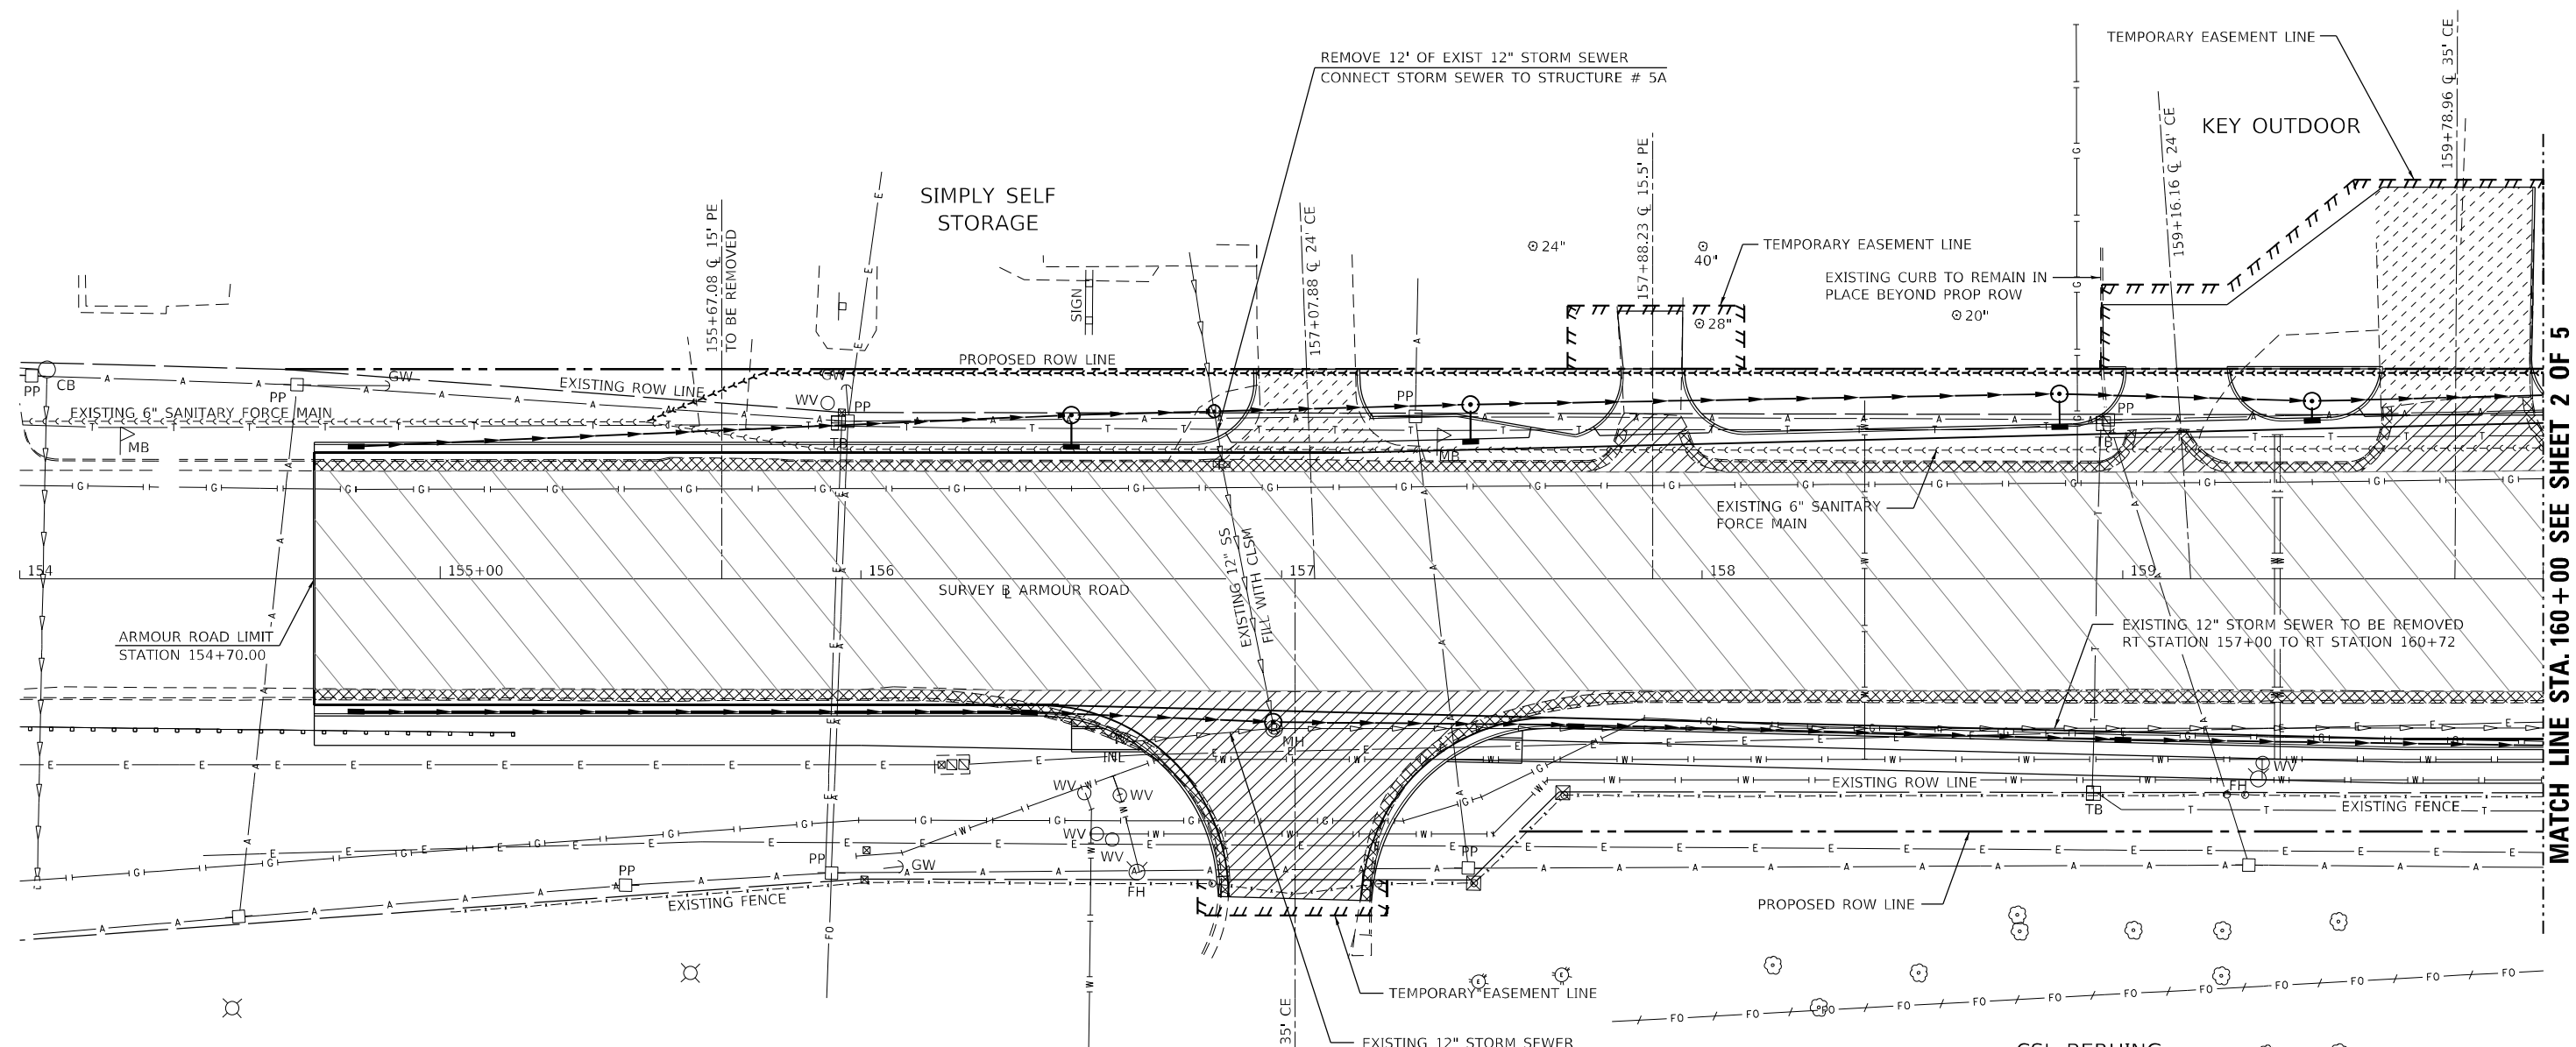 REMOVE 12' OF EXIST 12" STORM SEWER
CONNECT STORM SEWER TO STRUCTURE # 5A
TEMPORARY EASEMENT LINE
159+78.96 ℄ 35' CE
KEY OUTDOOR
159+16.16 ℄ 24' CE
SIMPLY SELF
STORAGE
155+67.08 ℄ 15' PE
TO BE REMOVED
SIGN
157+07.88 ℄ 24' CE
157+88.23 ℄ 15.5' PE
24"
40"
28"
20"
TEMPORARY EASEMENT LINE
EXISTING CURB TO REMAIN IN
PLACE BEYOND PROP ROW
PROPOSED ROW LINE
EXISTING ROW LINE
CB
PP
PP
GW
GW
WV
PP
TB
PP
MB
PP
TB
EXISTING 6" SANITARY FORCE MAIN
MB
EXISTING 6" SANITARY
FORCE MAIN
154
155+00
156
157
158
159
SURVEY B ARMOUR ROAD
EXISTING 12" SS
FILL WITH CLSM
ARMOUR ROAD LIMIT
STATION 154+70.00
EXISTING 12" STORM SEWER TO BE REMOVED
RT STATION 157+00 TO RT STATION 160+72
MATCH LINE STA. 160+00 SEE SHEET 2 OF 5
MH
INL
WV
WV
WV
WV
FH
EXISTING ROW LINE
WV
FH
TB
EXISTING FENCE
PP
PP
GW
PP
EXISTING FENCE
PROPOSED ROW LINE
TEMPORARY EASEMENT LINE
35' CE
EXISTING 12" STORM SEWER